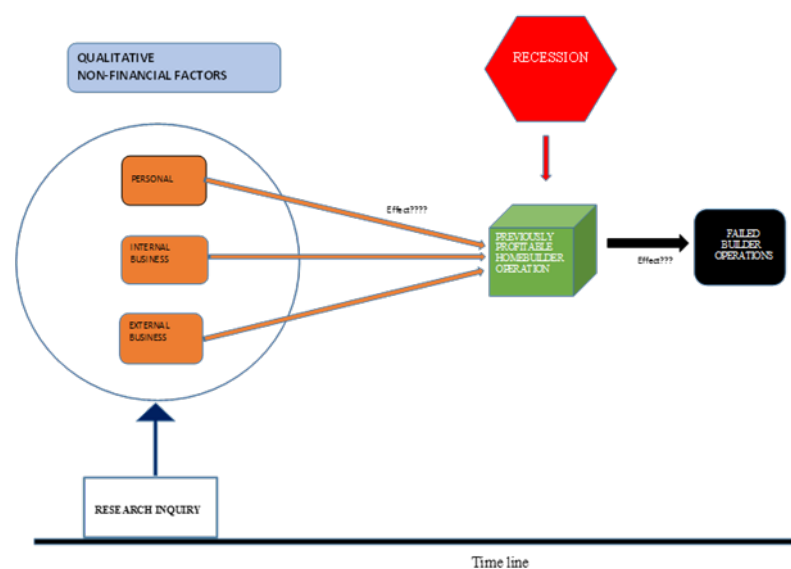 QUALITATIVE
NON-FINANCIAL FACTORS
RECESSION
PERSONAL
Effect????
INTERNAL
BUSINESS
PREVIOUSLY
PROFITABLE
HOMEBUILDER
OPERATION
FAILED
BUILDER
OPERATIONS
Effect???
EXTERNAL
BUSINESS
RESEARCH INQUIRY
Time line